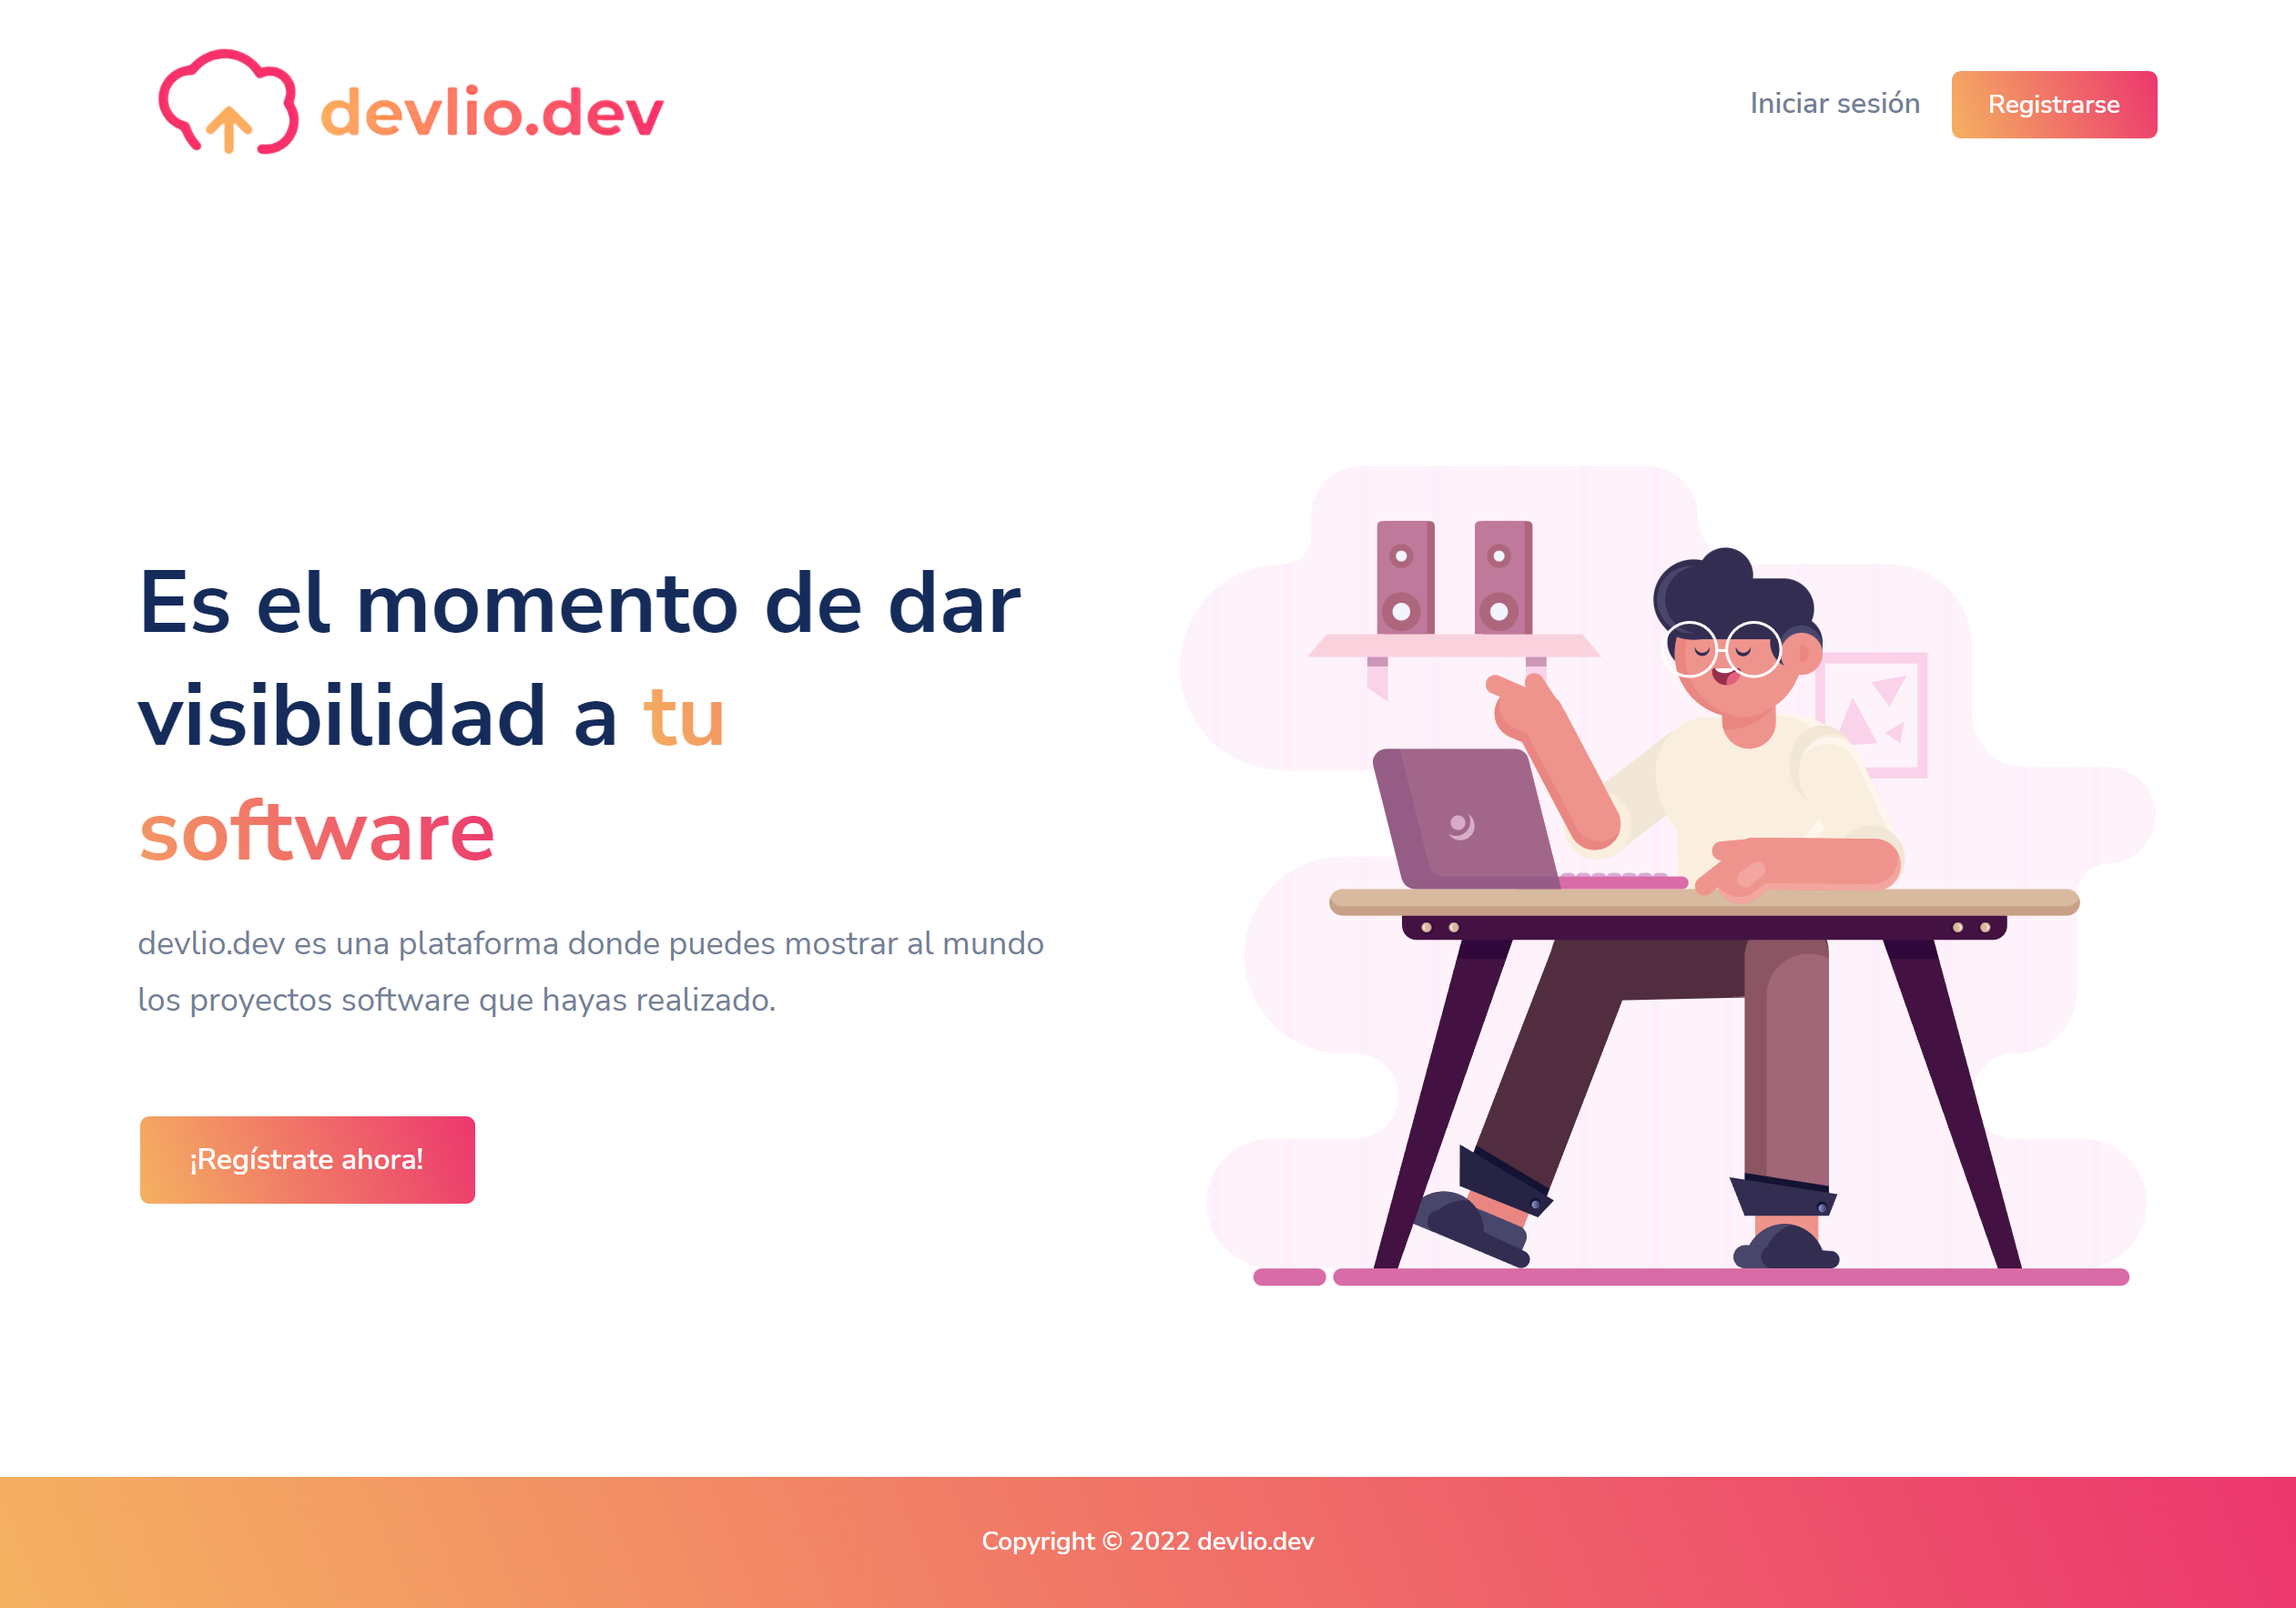 devlio.dev
Iniciar sesión
Registrarse
Es el momento de dar
visibilidad a tu
software
devlio.dev es una plataforma donde puedes mostrar al mundo
los proyectos software que hayas realizado.
¡Regístrate ahora!
Copyright © 2022 devlio.dev